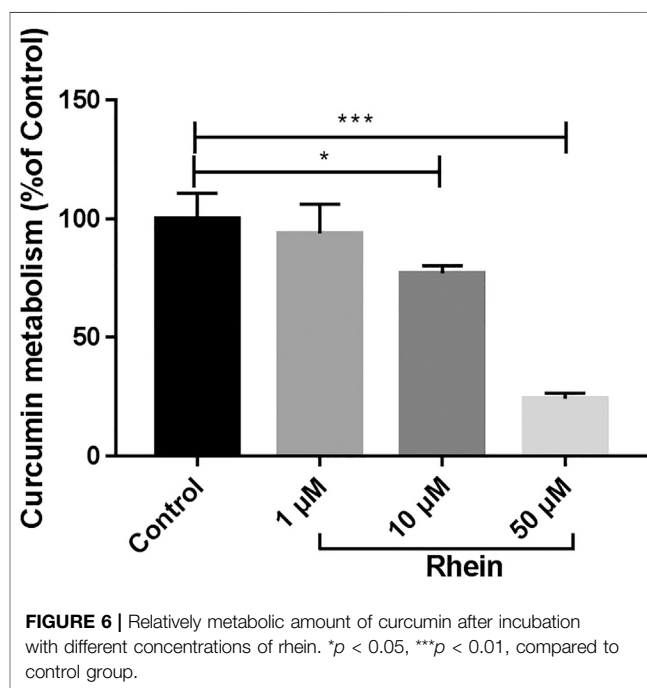 Curcumin metabolism (%of Control)
150
100
50
0
***
*
Control
1 µM
10 µM
50 µM
Rhein
FIGURE 6 | Relatively metabolic amount of curcumin after incubation
with different concentrations of rhein. *p < 0.05, ***p < 0.01, compared to
control group.